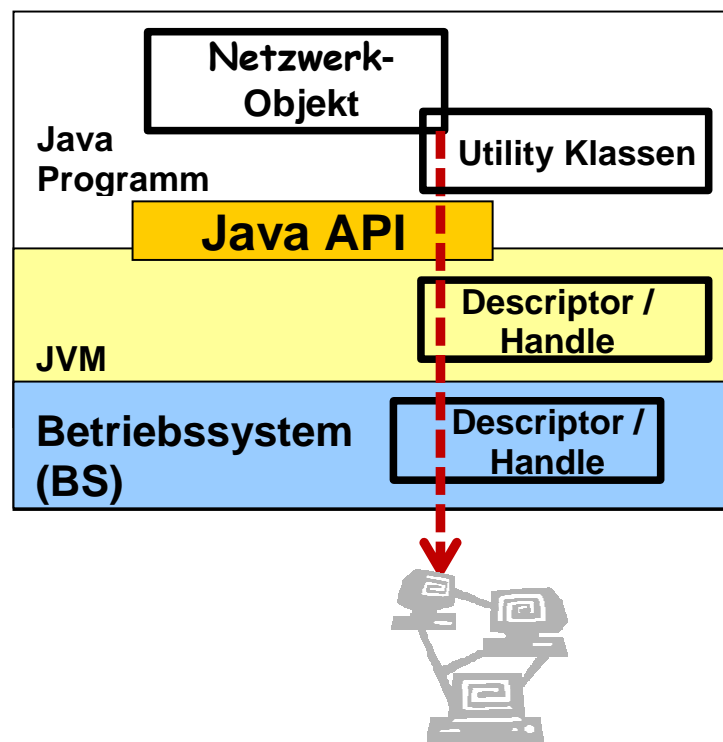 Netzwerk-
Objekt
Java
Programm
Utility Klassen
Java API
Descriptor /
Handle
JVM
Betriebssystem
(BS)
Descriptor /
Handle